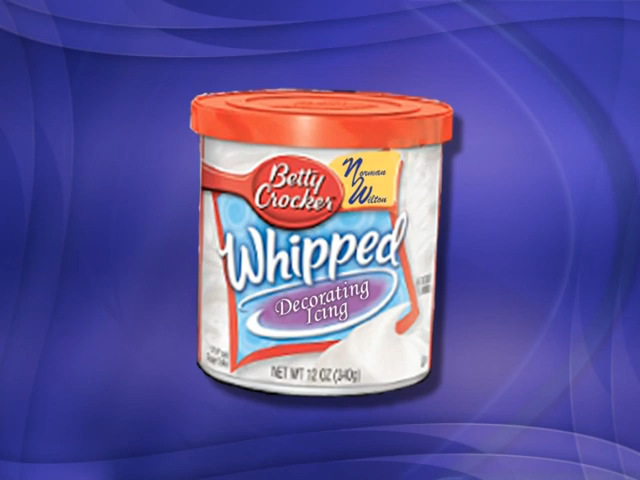 Betty
Crocker
Norman
Wilton
Whipped
Decorating
Icing
NET WT 12 OZ (340g)